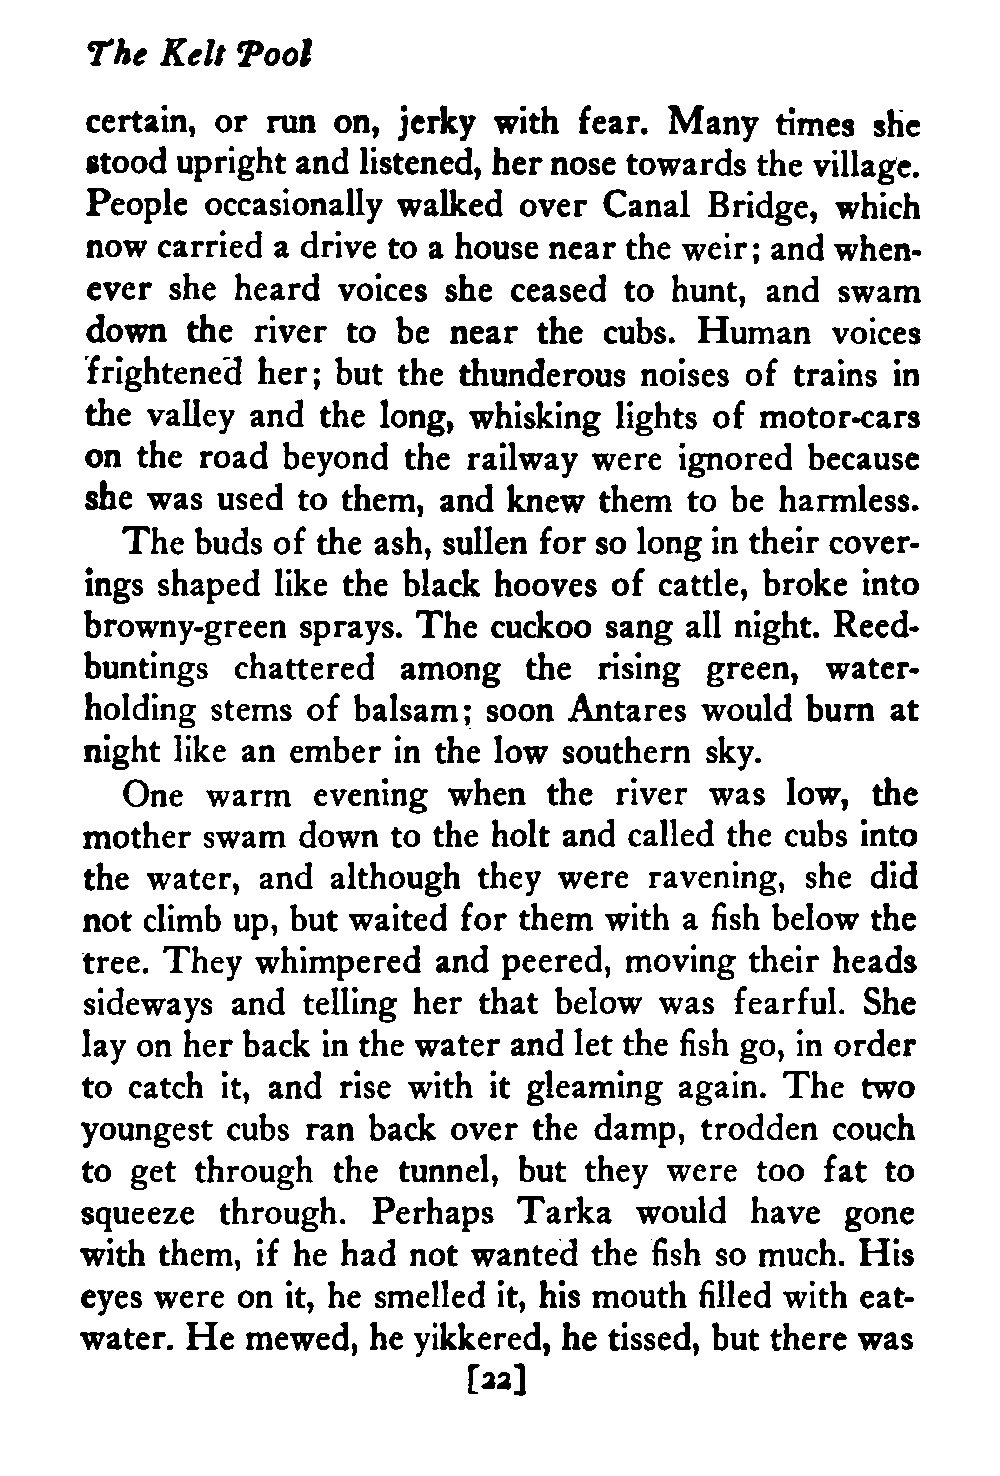 The Kelt Pool
certain, or run on, jerky with fear. Many times she
stood upright and listened, her nose towards the village.
People occasionally walked over Canal Bridge, which
now carried a drive to a house near the weir; and when-
ever she heard voices she ceased to hunt, and swam
down the river to be near the cubs. Human voices
frightened her; but the thunderous noises of trains in
the valley and the long, whisking lights of motor-cars
on the road beyond the railway were ignored because
she was used to them, and knew them to be harmless.
The buds of the ash, sullen for so long in their cover-
ings shaped like the black hooves of cattle, broke into
browny-green sprays. The cuckoo sang all night. Reed-
buntings chattered among the rising green, water-
holding stems of balsam; soon Antares would burn at
night like an ember in the low southern sky.
One warm evening when the river was low, the
mother swam down to the holt and called the cubs into
the water, and although they were ravening, she did
not climb up, but waited for them with a fish below the
tree. They whimpered and peered, moving their heads
sideways and telling her that below was fearful. She
lay on her back in the water and let the fish go, in order
to catch it, and rise with it gleaming again. The two
youngest cubs ran back over the damp, trodden couch
to get through the tunnel, but they were too fat to
squeeze through. Perhaps Tarka would have gone
with them, if he had not wanted the fish so much. His
eyes were on it, he smelled it, his mouth filled with eat-
water. He mewed, he yikkered, he tissed, but there was
[22]